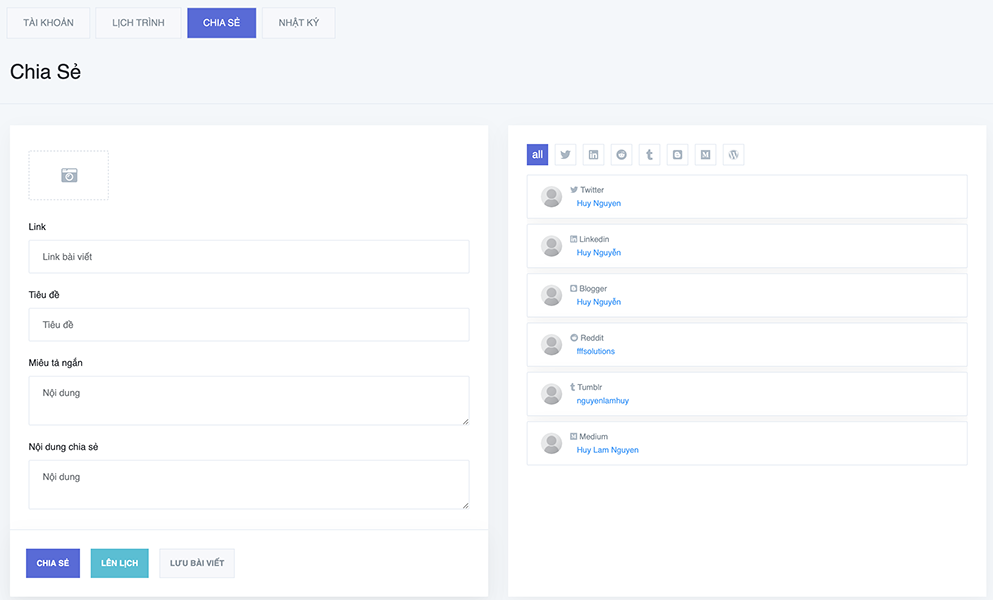 TÀI KHOẢN
LỊCH TRÌNH
CHIA SẺ
NHẬT KÝ
Chia Sẻ
Link
Link bài viết
Tiêu đề
Tiêu đề
Miêu tả ngắn
Nội dung
Nội dung chia sẻ
Nội dung
CHIA SẺ
LÊN LỊCH
LƯU BÀI VIẾT
all
Twitter
Huy Nguyen
Linkedin
Huy Nguyễn
Blogger
Huy Nguyễn
Reddit
fffsolutions
Tumblr
nguyenlamhuy
Medium
Huy Lam Nguyen